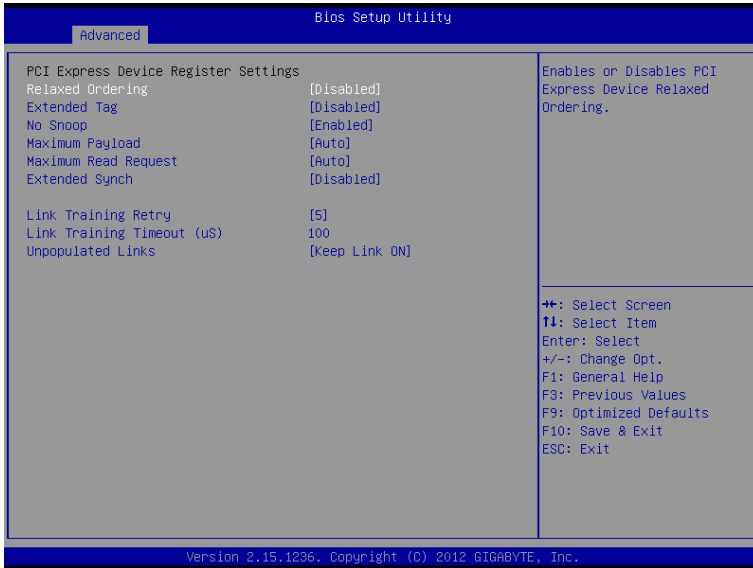 Bios Setup Utility
Advanced
PCI Express Device Register Settings
Relaxed Ordering [Disabled]
Extended Tag [Disabled]
No Snoop [Enabled]
Maximum Payload [Auto]
Maximum Read Request [Auto]
Extended Synch [Disabled]
Link Training Retry [5]
Link Training Timeout (uS) 100
Unpopulated Links [Keep Link ON]
Enables or Disables PCI
Express Device Relaxed
Ordering.
→←: Select Screen
↑↓: Select Item
Enter: Select
+/-: Change Opt.
F1: General Help
F3: Previous Values
F9: Optimized Defaults
F10: Save & Exit
ESC: Exit
Version 2.15.1236. Copyright (C) 2012 GIGABYTE, Inc.